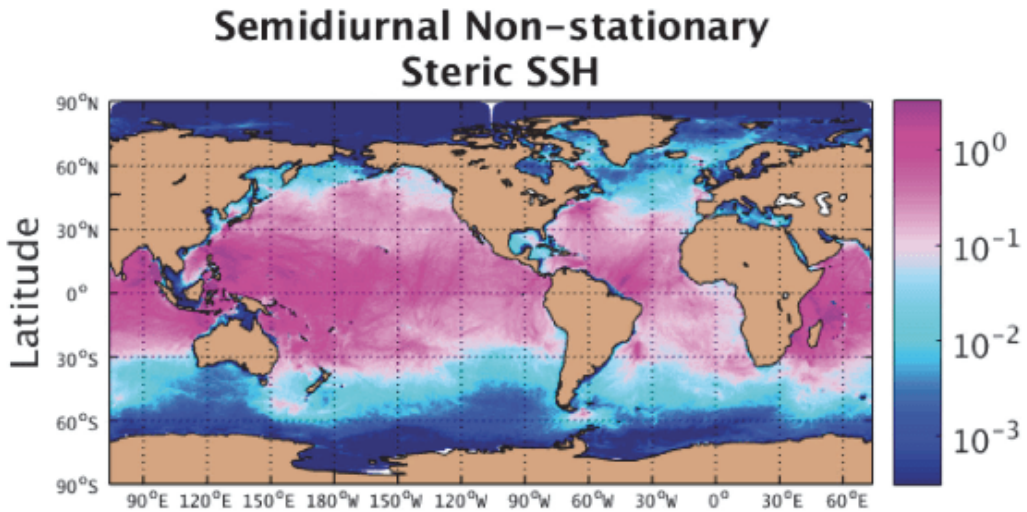 Semidiurnal Non-stationary
Steric SSH
Latitude
90°N
60°N
30°N
0°
30°S
60°S
90°S
90°E 120°E 150°E 180°W 150°W 120°W 90°W 60°W 30°W 0° 30°E 60°E
10⁰
10⁻¹
10⁻²
10⁻³